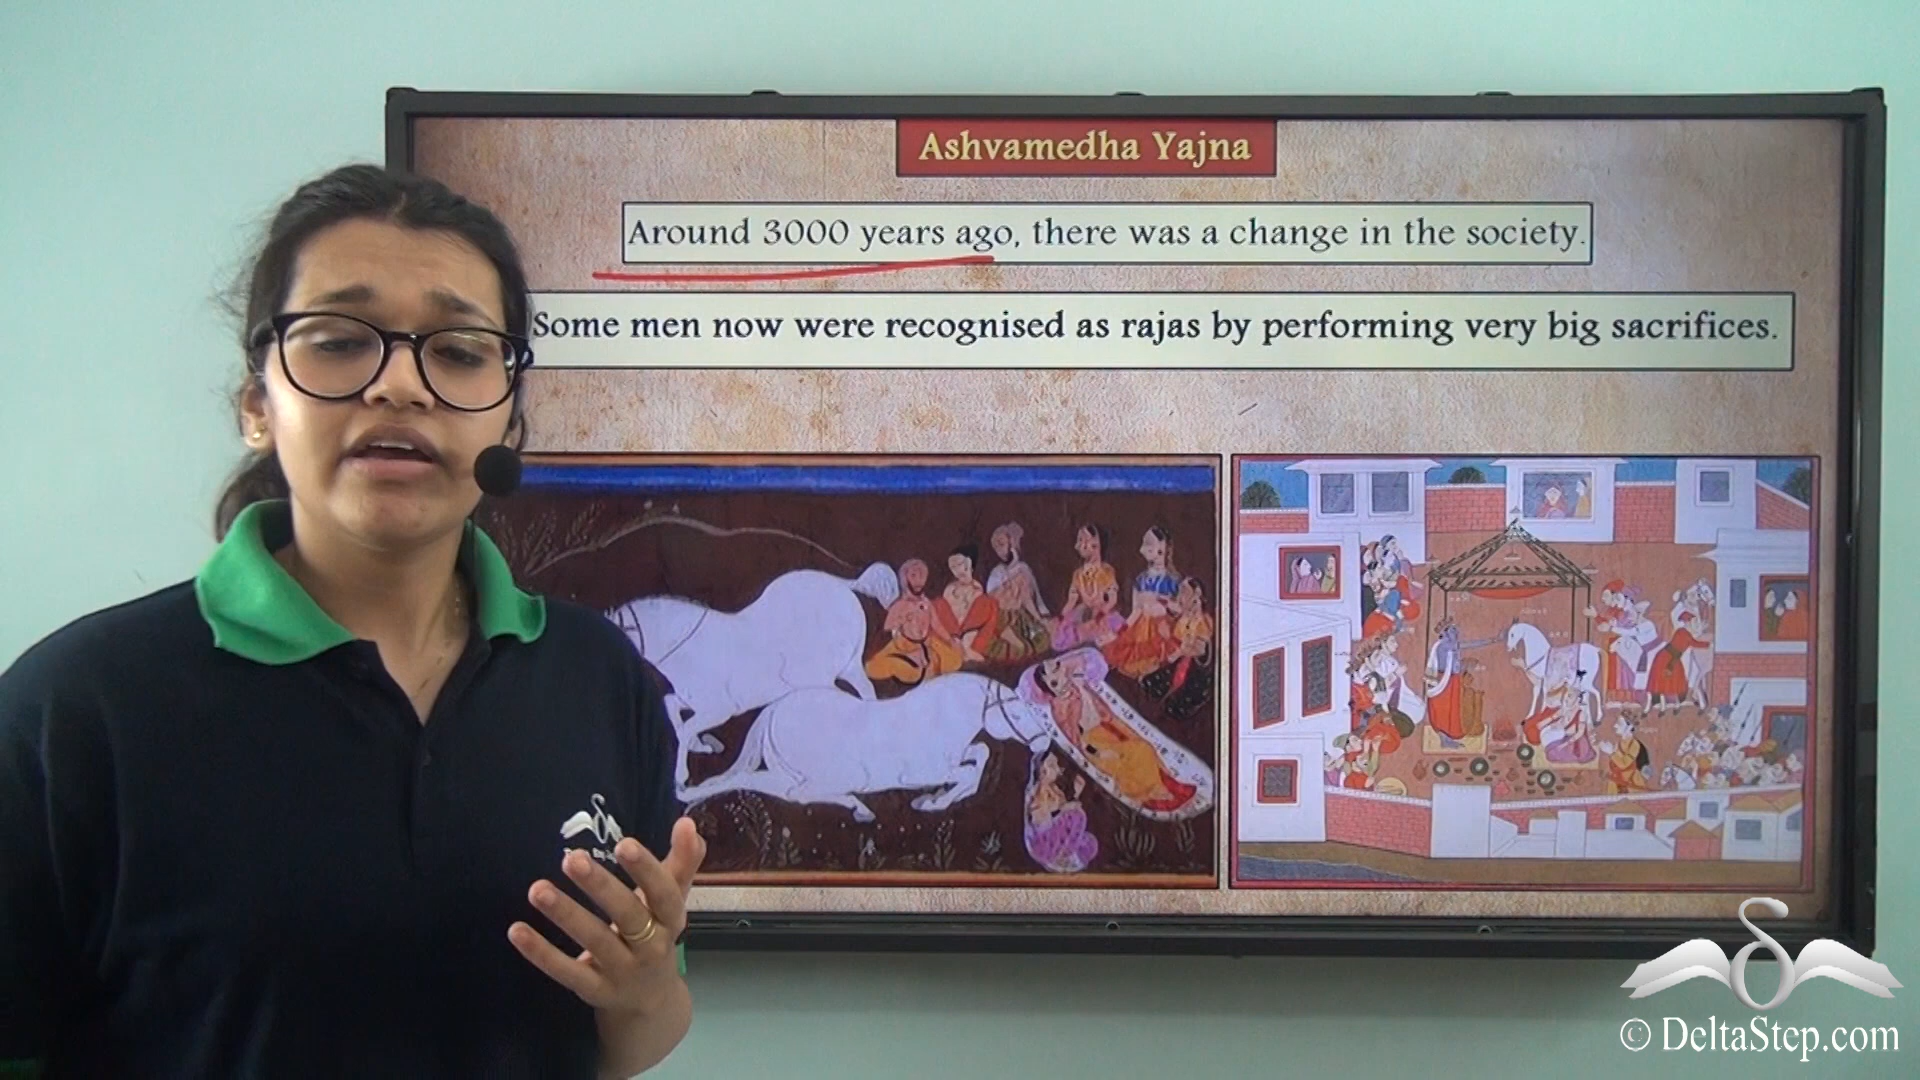 Ashvamedha Yajna
Around 3000 years ago, there was a change in the society.
Some men now were recognised as rajas by performing very big sacrifices.
© DeltaStep.com